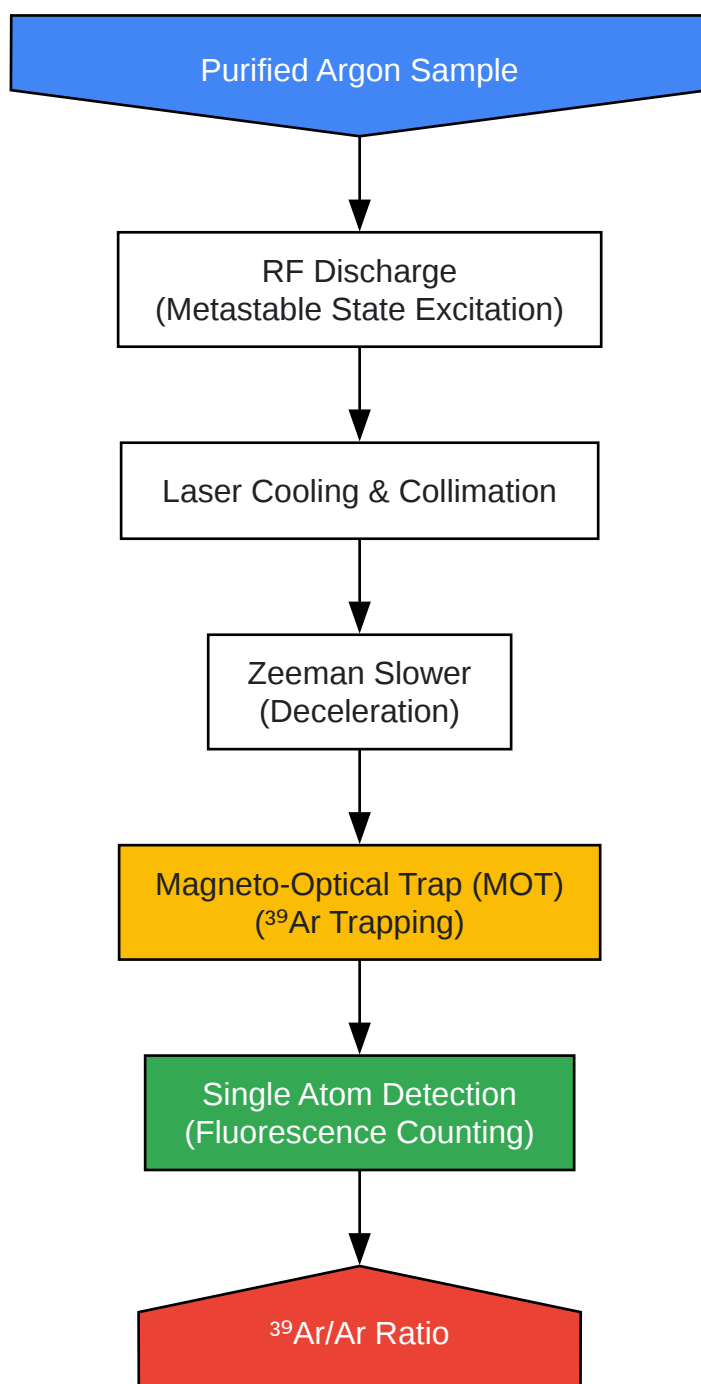 Purified Argon Sample
RF Discharge
(Metastable State Excitation)
Laser Cooling & Collimation
Zeeman Slower
(Deceleration)
Magneto-Optical Trap (MOT)
(³⁹Ar Trapping)
Single Atom Detection
(Fluorescence Counting)
³⁹Ar/Ar Ratio